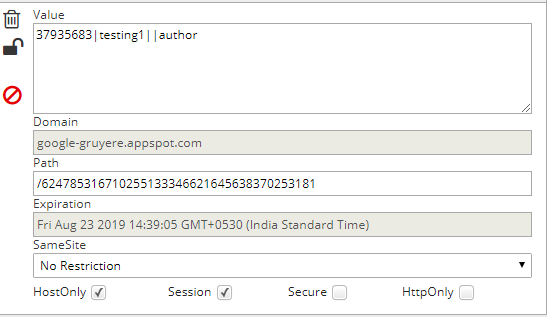 Value
37935683|testing1||author
Domain
google-gruyere.appspot.com
Path
/624785316710255133346621645638370253181
Expiration
Fri Aug 23 2019 14:39:05 GMT+0530 (India Standard Time)
SameSite
No Restriction
HostOnly Session Secure HttpOnly